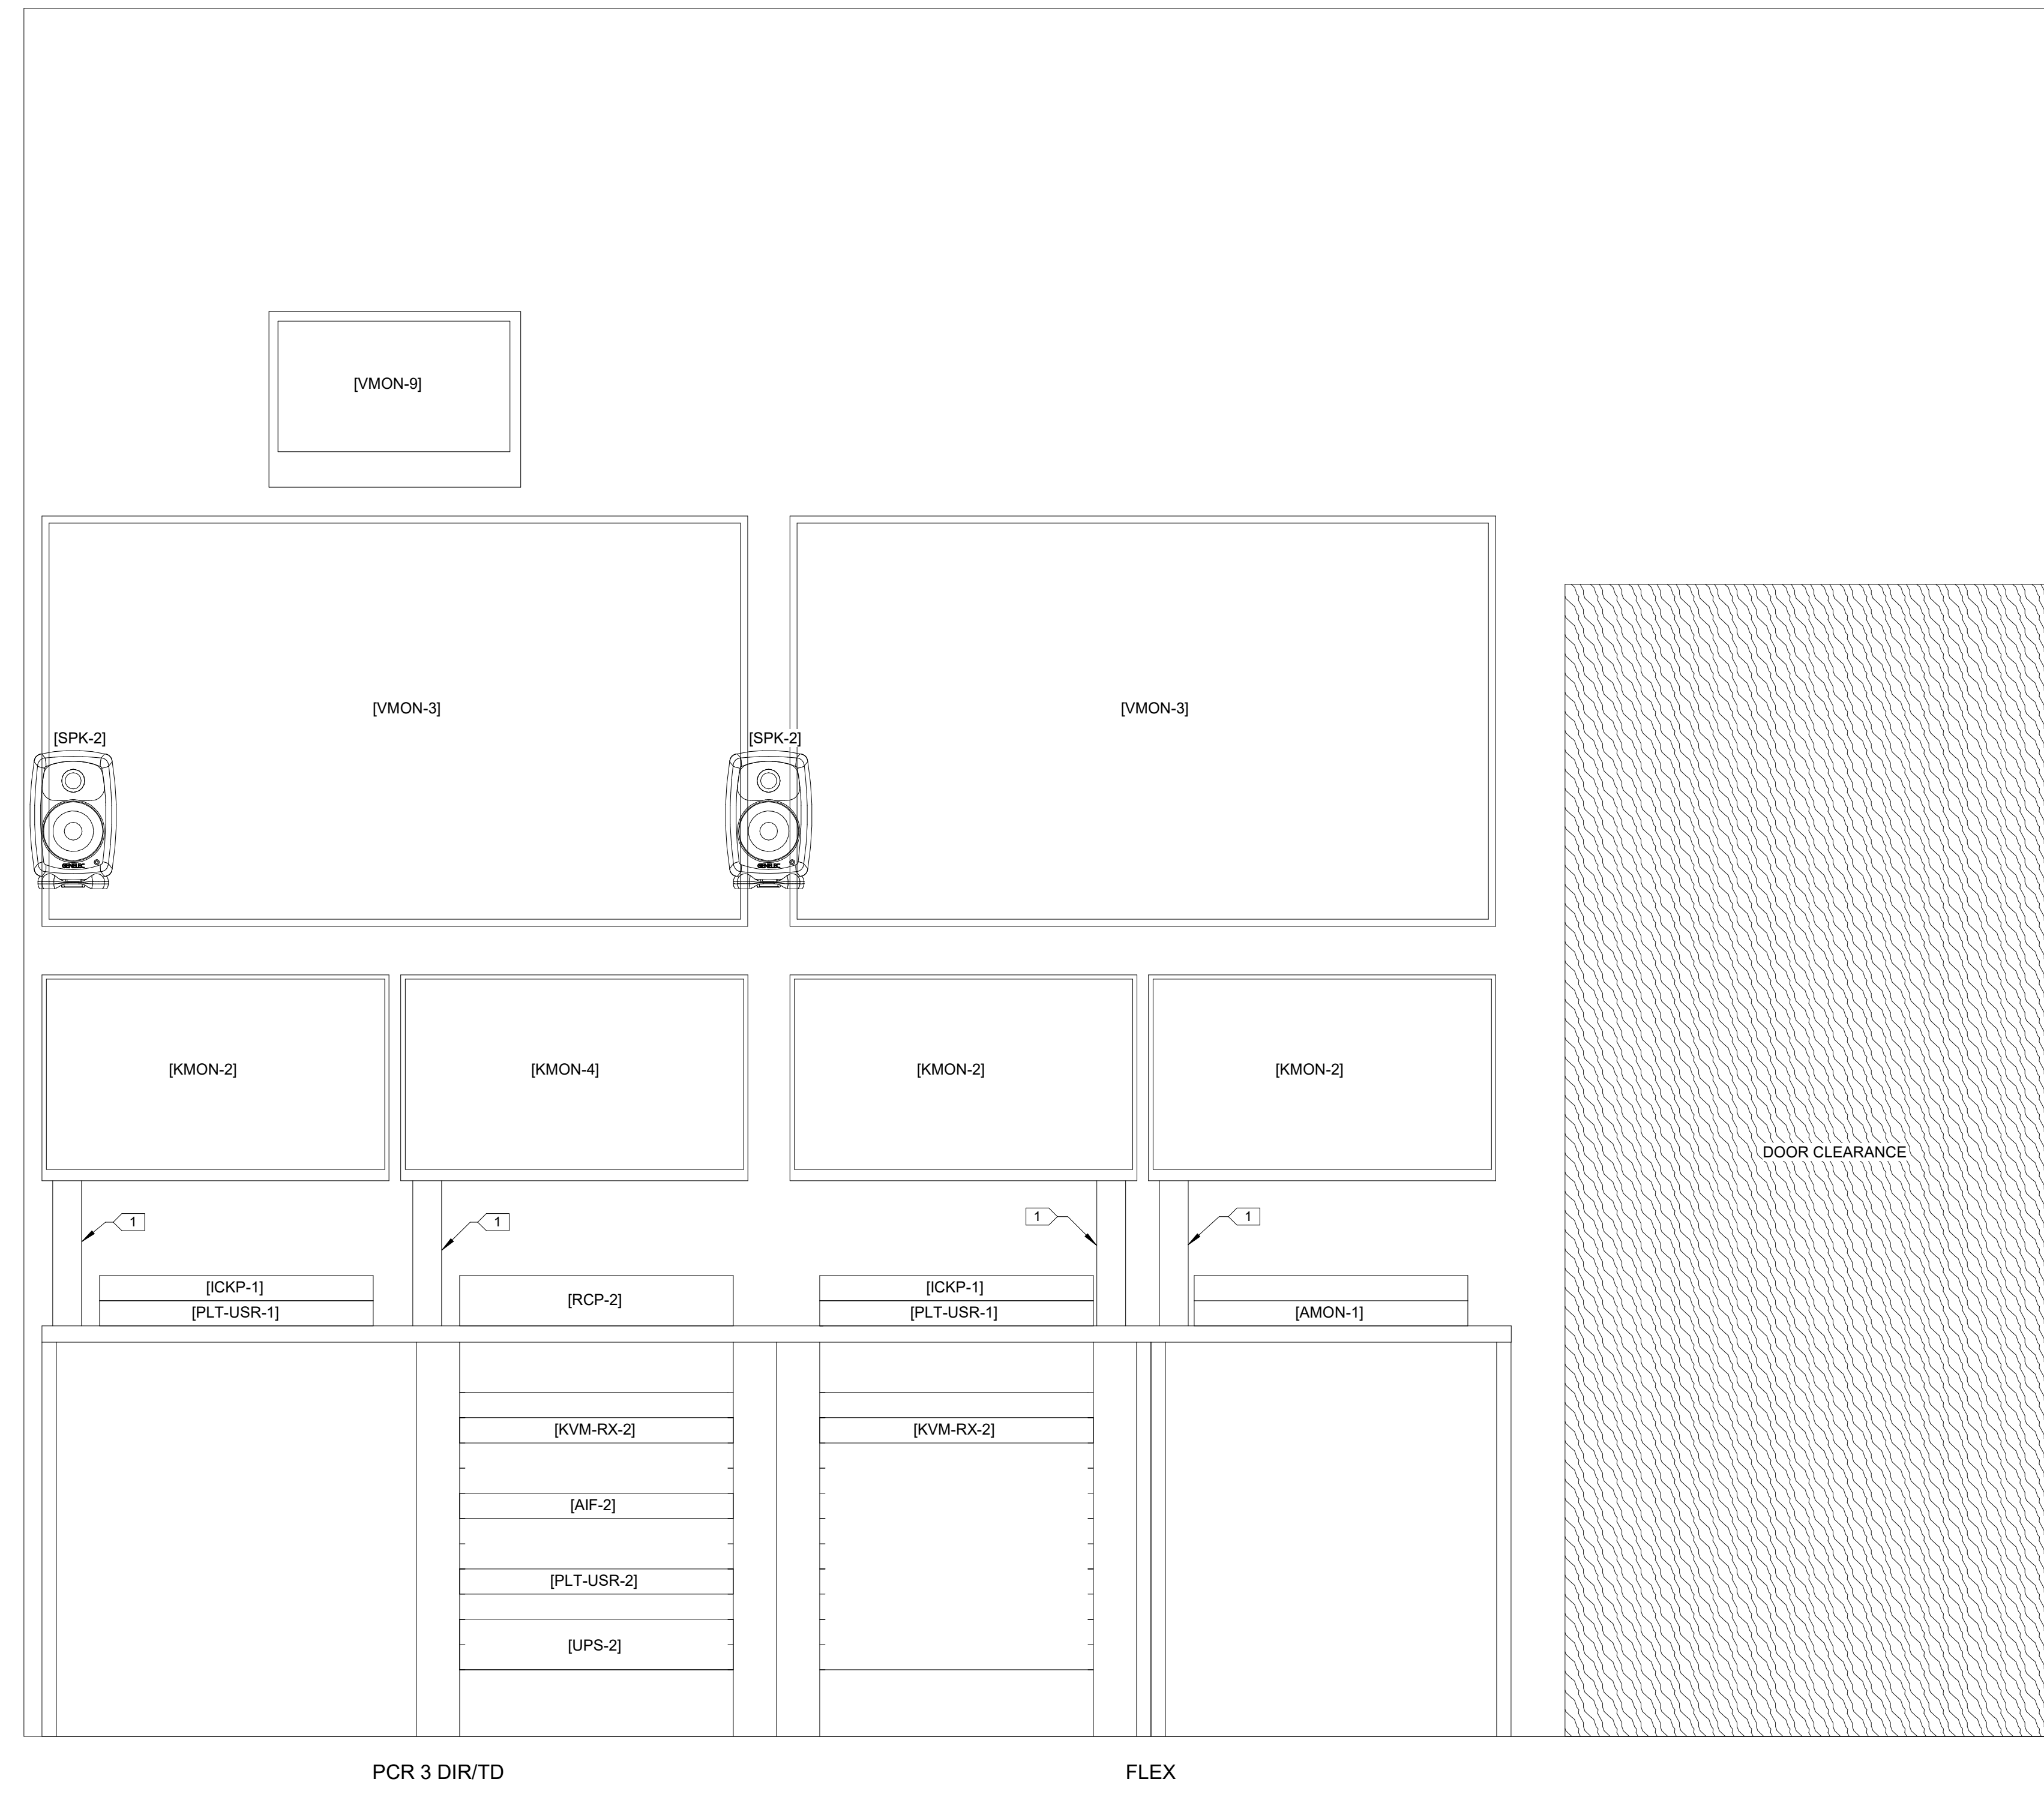 [VMON-9]
[VMON-3]
[VMON-3]
[SPK-2]
[SPK-2]
GENELEC
GENELEC
[KMON-2]
[KMON-4]
[KMON-2]
[KMON-2]
DOOR CLEARANCE
1
1
1
1
[ICKP-1]
[RCP-2]
[ICKP-1]
[PLT-USR-1]
[PLT-USR-1]
[AMON-1]
[KVM-RX-2]
[KVM-RX-2]
[AIF-2]
[PLT-USR-2]
[UPS-2]
PCR 3 DIR/TD
FLEX